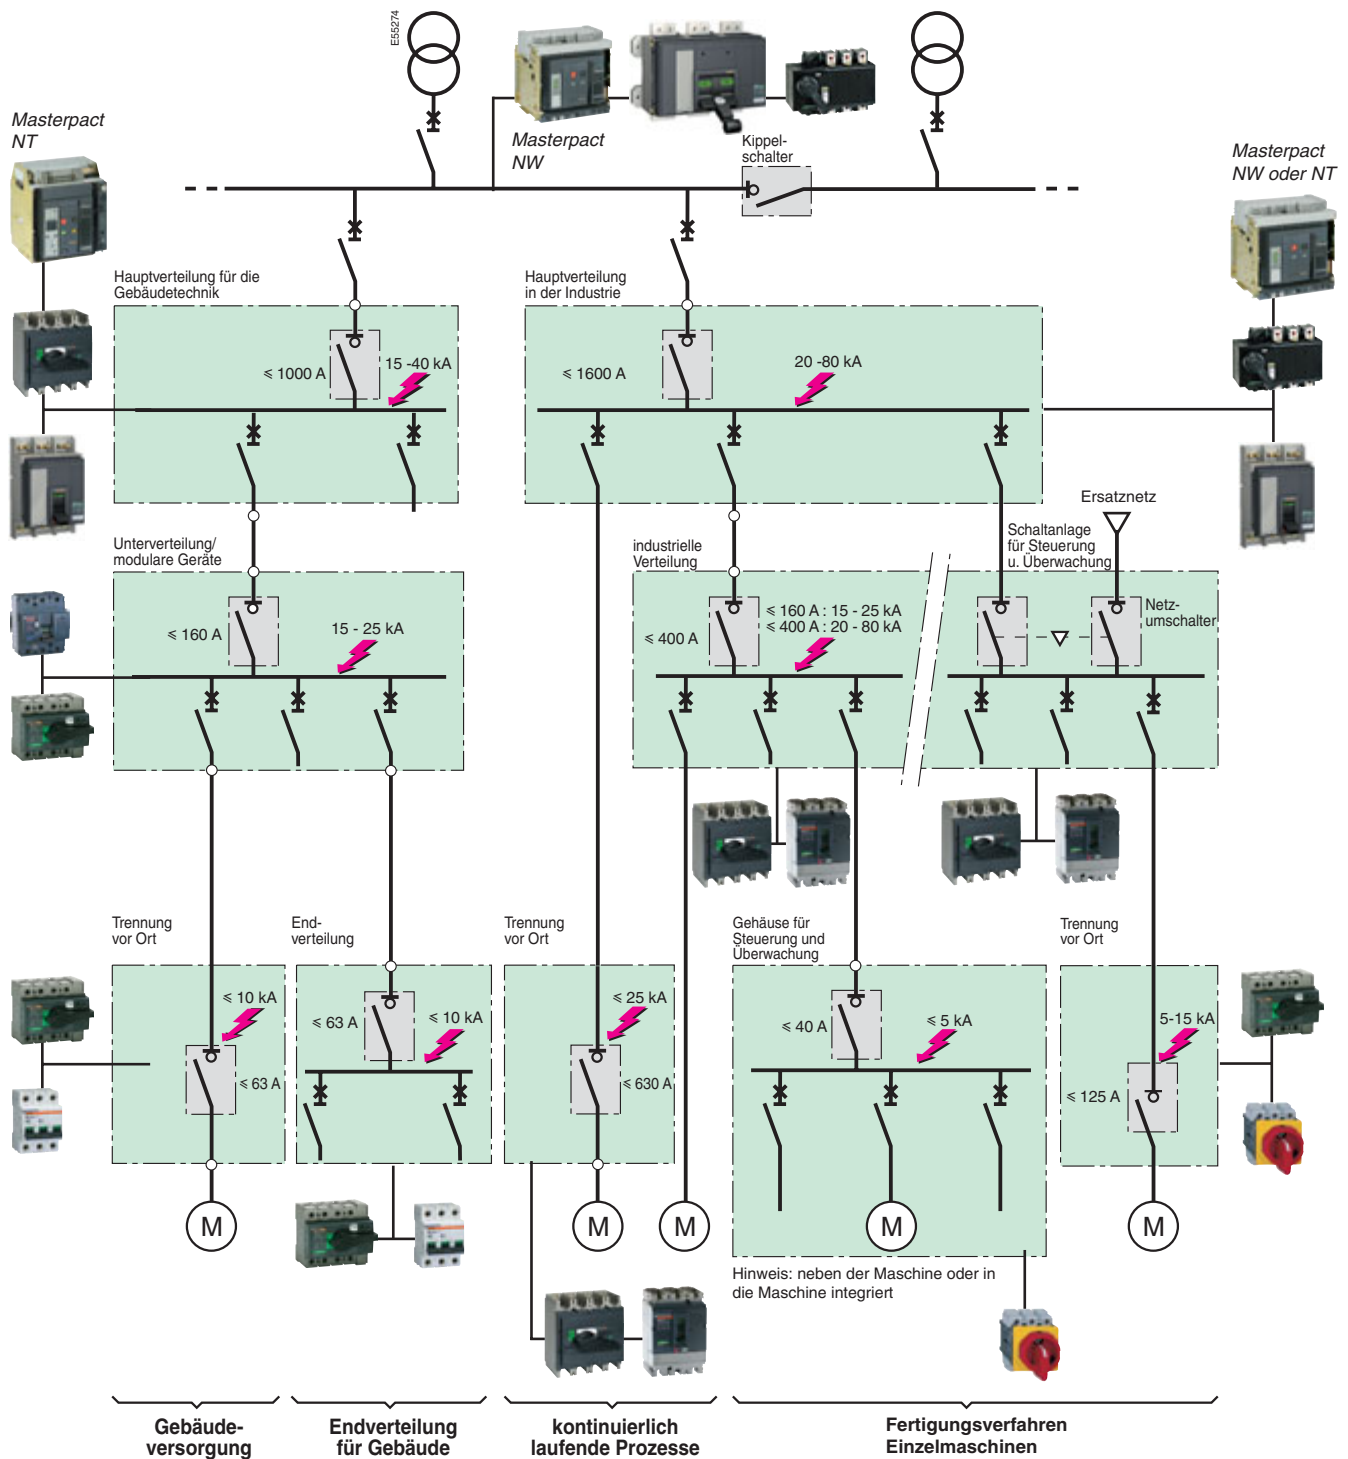 E55274
Masterpact
NT
Masterpact
NW
Kippel-
schalter
Masterpact
NW oder NT
Hauptverteilung für die
Gebäudetechnik
≤ 1000 A
15 -40 kA
Hauptverteilung
in der Industrie
≤ 1600 A
20 -80 kA
Unterverteilung/
modulare Geräte
≤ 160 A
15 - 25 kA
industrielle
Verteilung
≤ 400 A
≤ 160 A : 15 - 25 kA
≤ 400 A : 20 - 80 kA
Ersatznetz
Schaltanlage
für Steuerung
u. Überwachung
Netz-
umschalter
Trennung
vor Ort
≤ 10 kA
≤ 63 A
M
End-
verteilung
≤ 63 A
≤ 10 kA
Trennung
vor Ort
≤ 25 kA
≤ 630 A
M
M
Gehäuse für
Steuerung und
Überwachung
≤ 40 A
≤ 5 kA
M
Hinweis: neben der Maschine oder in
die Maschine integriert
Trennung
vor Ort
5-15 kA
≤ 125 A
M
Gebäude-
versorgung
Endverteilung
für Gebäude
kontinuierlich
laufende Prozesse
Fertigungsverfahren
Einzelmaschinen